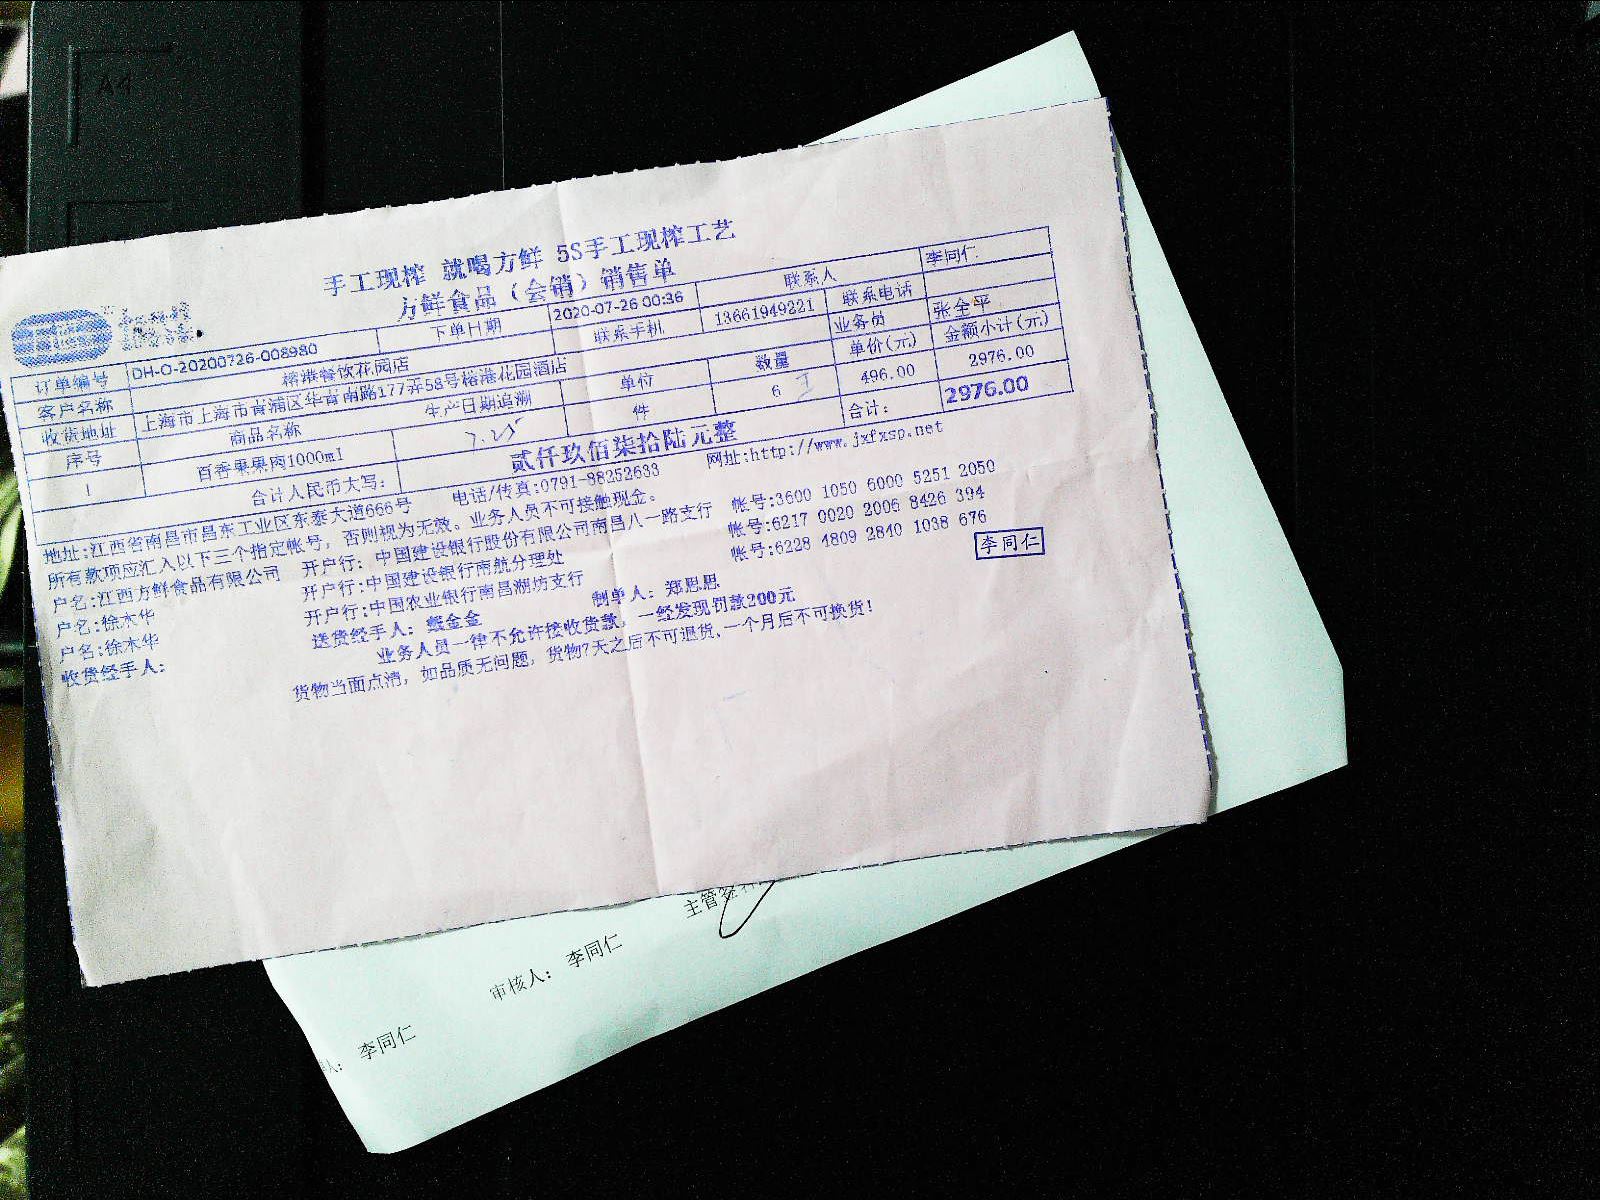 手工现榨 就喝方鲜 5S手工现榨工艺
方鲜食品（会销）销售单
订单编号 DH-O-20200726-008980 下单日期 2020-07-26 00:36 联系人 李同仁
客户名称 榕港餐饮花园店 联系手机 13661949221 联系电话
收货地址 上海市上海市青浦区华青南路177弄58号榕港花园酒店 业务员 张全平
序号 商品名称 生产日期追溯 单位 数量 单价(元) 金额小计(元)
1 百香果果肉1000ml 7.25 件 6 496.00 2976.00
合计人民币大写: 贰仟玖佰柒拾陆元整 合计: 2976.00
地址:江西省南昌市昌东工业区东泰大道666号 电话/传真:0791-88252633 网址:http://www.jxfxsp.net
所有款项应汇入以下三个指定帐号，否则视为无效。业务人员不可接触现金。
户名:江西方鲜食品有限公司 开户行: 中国建设银行股份有限公司南昌八一路支行 帐号:3600 1050 6000 5251 2050
户名:徐木华 开户行:中国建设银行南航分理处 帐号:6217 0020 2006 8426 394
户名:徐木华 开户行:中国农业银行南昌湖坊支行 帐号:6228 4809 2840 1038 676
收货经手人: 送货经手人: 戴金金 制单人: 郑思思 李同仁
业务人员一律不允许接收货款，一经发现罚款200元
货物当面点清，如品质无问题，货物7天之后不可退货、一个月后不可换货!
主管签
审核人: 李同仁
人: 李同仁
A4